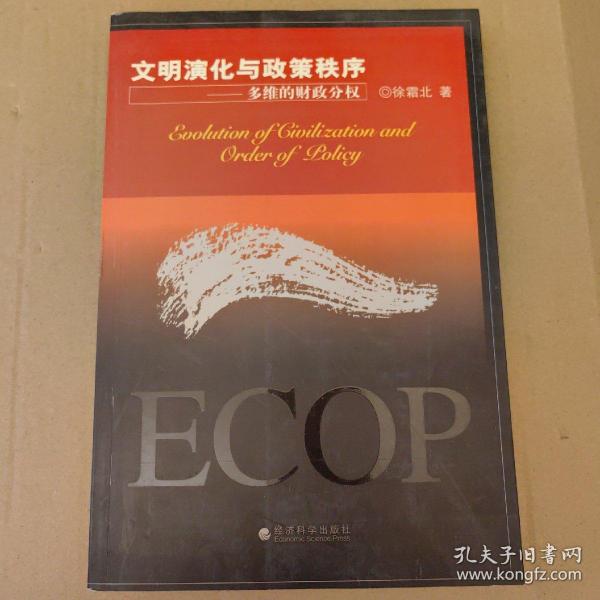 文明演化与政策秩序
——多维的财政分权 ◎徐霜北 著
Evolution of Civilization and
Order of Policy
ECOP
经济科学出版社
Economic Science Press
孔夫子旧书网
www.kongfz.com